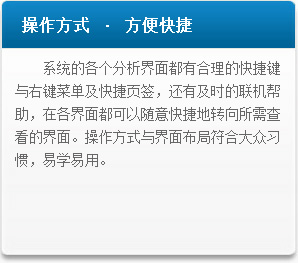 操作方式 · 方便快捷
系统的各个分析界面都有合理的快捷键
与右键菜单及快捷页签，还有及时的联机帮
助，在各界面都可以随意快捷地转向所需查
看的界面。操作方式与界面布局符合大众习
惯，易学易用。